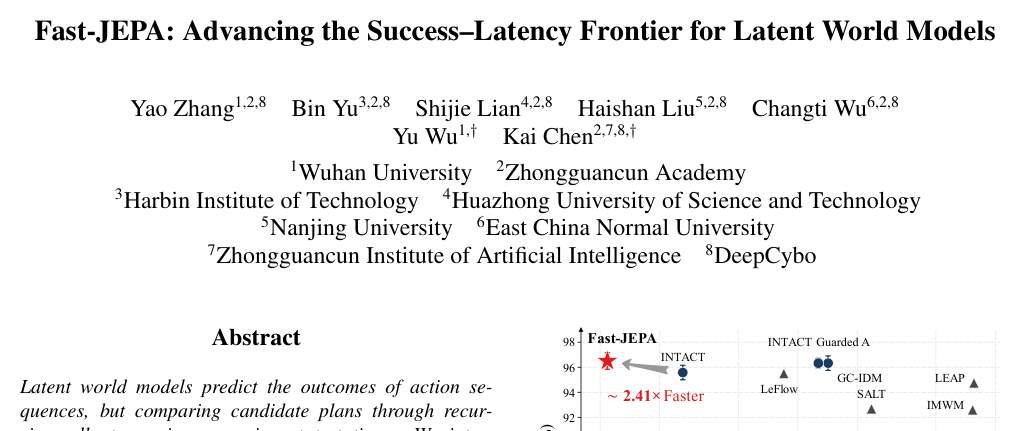 Fast-JEPA: Advancing the Success–Latency Frontier for Latent World Models
Yao Zhang1,2,8 Bin Yu3,2,8 Shijie Lian4,2,8 Haishan Liu5,2,8 Changti Wu6,2,8
Yu Wu1,† Kai Chen2,7,8,†
1Wuhan University 2Zhongguancun Academy
3Harbin Institute of Technology 4Huazhong University of Science and Technology
5Nanjing University 6East China Normal University
7Zhongguancun Institute of Artificial Intelligence 8DeepCybo
Abstract
Latent world models predict the outcomes of action se-
quences, but comparing candidate plans through recur-
98
Fast-JEPA
INTACT
INTACT Guarded A
96
LeFlow
GC-IDM
LEAP
94
~ 2.41× Faster
SALT
IMWM
92